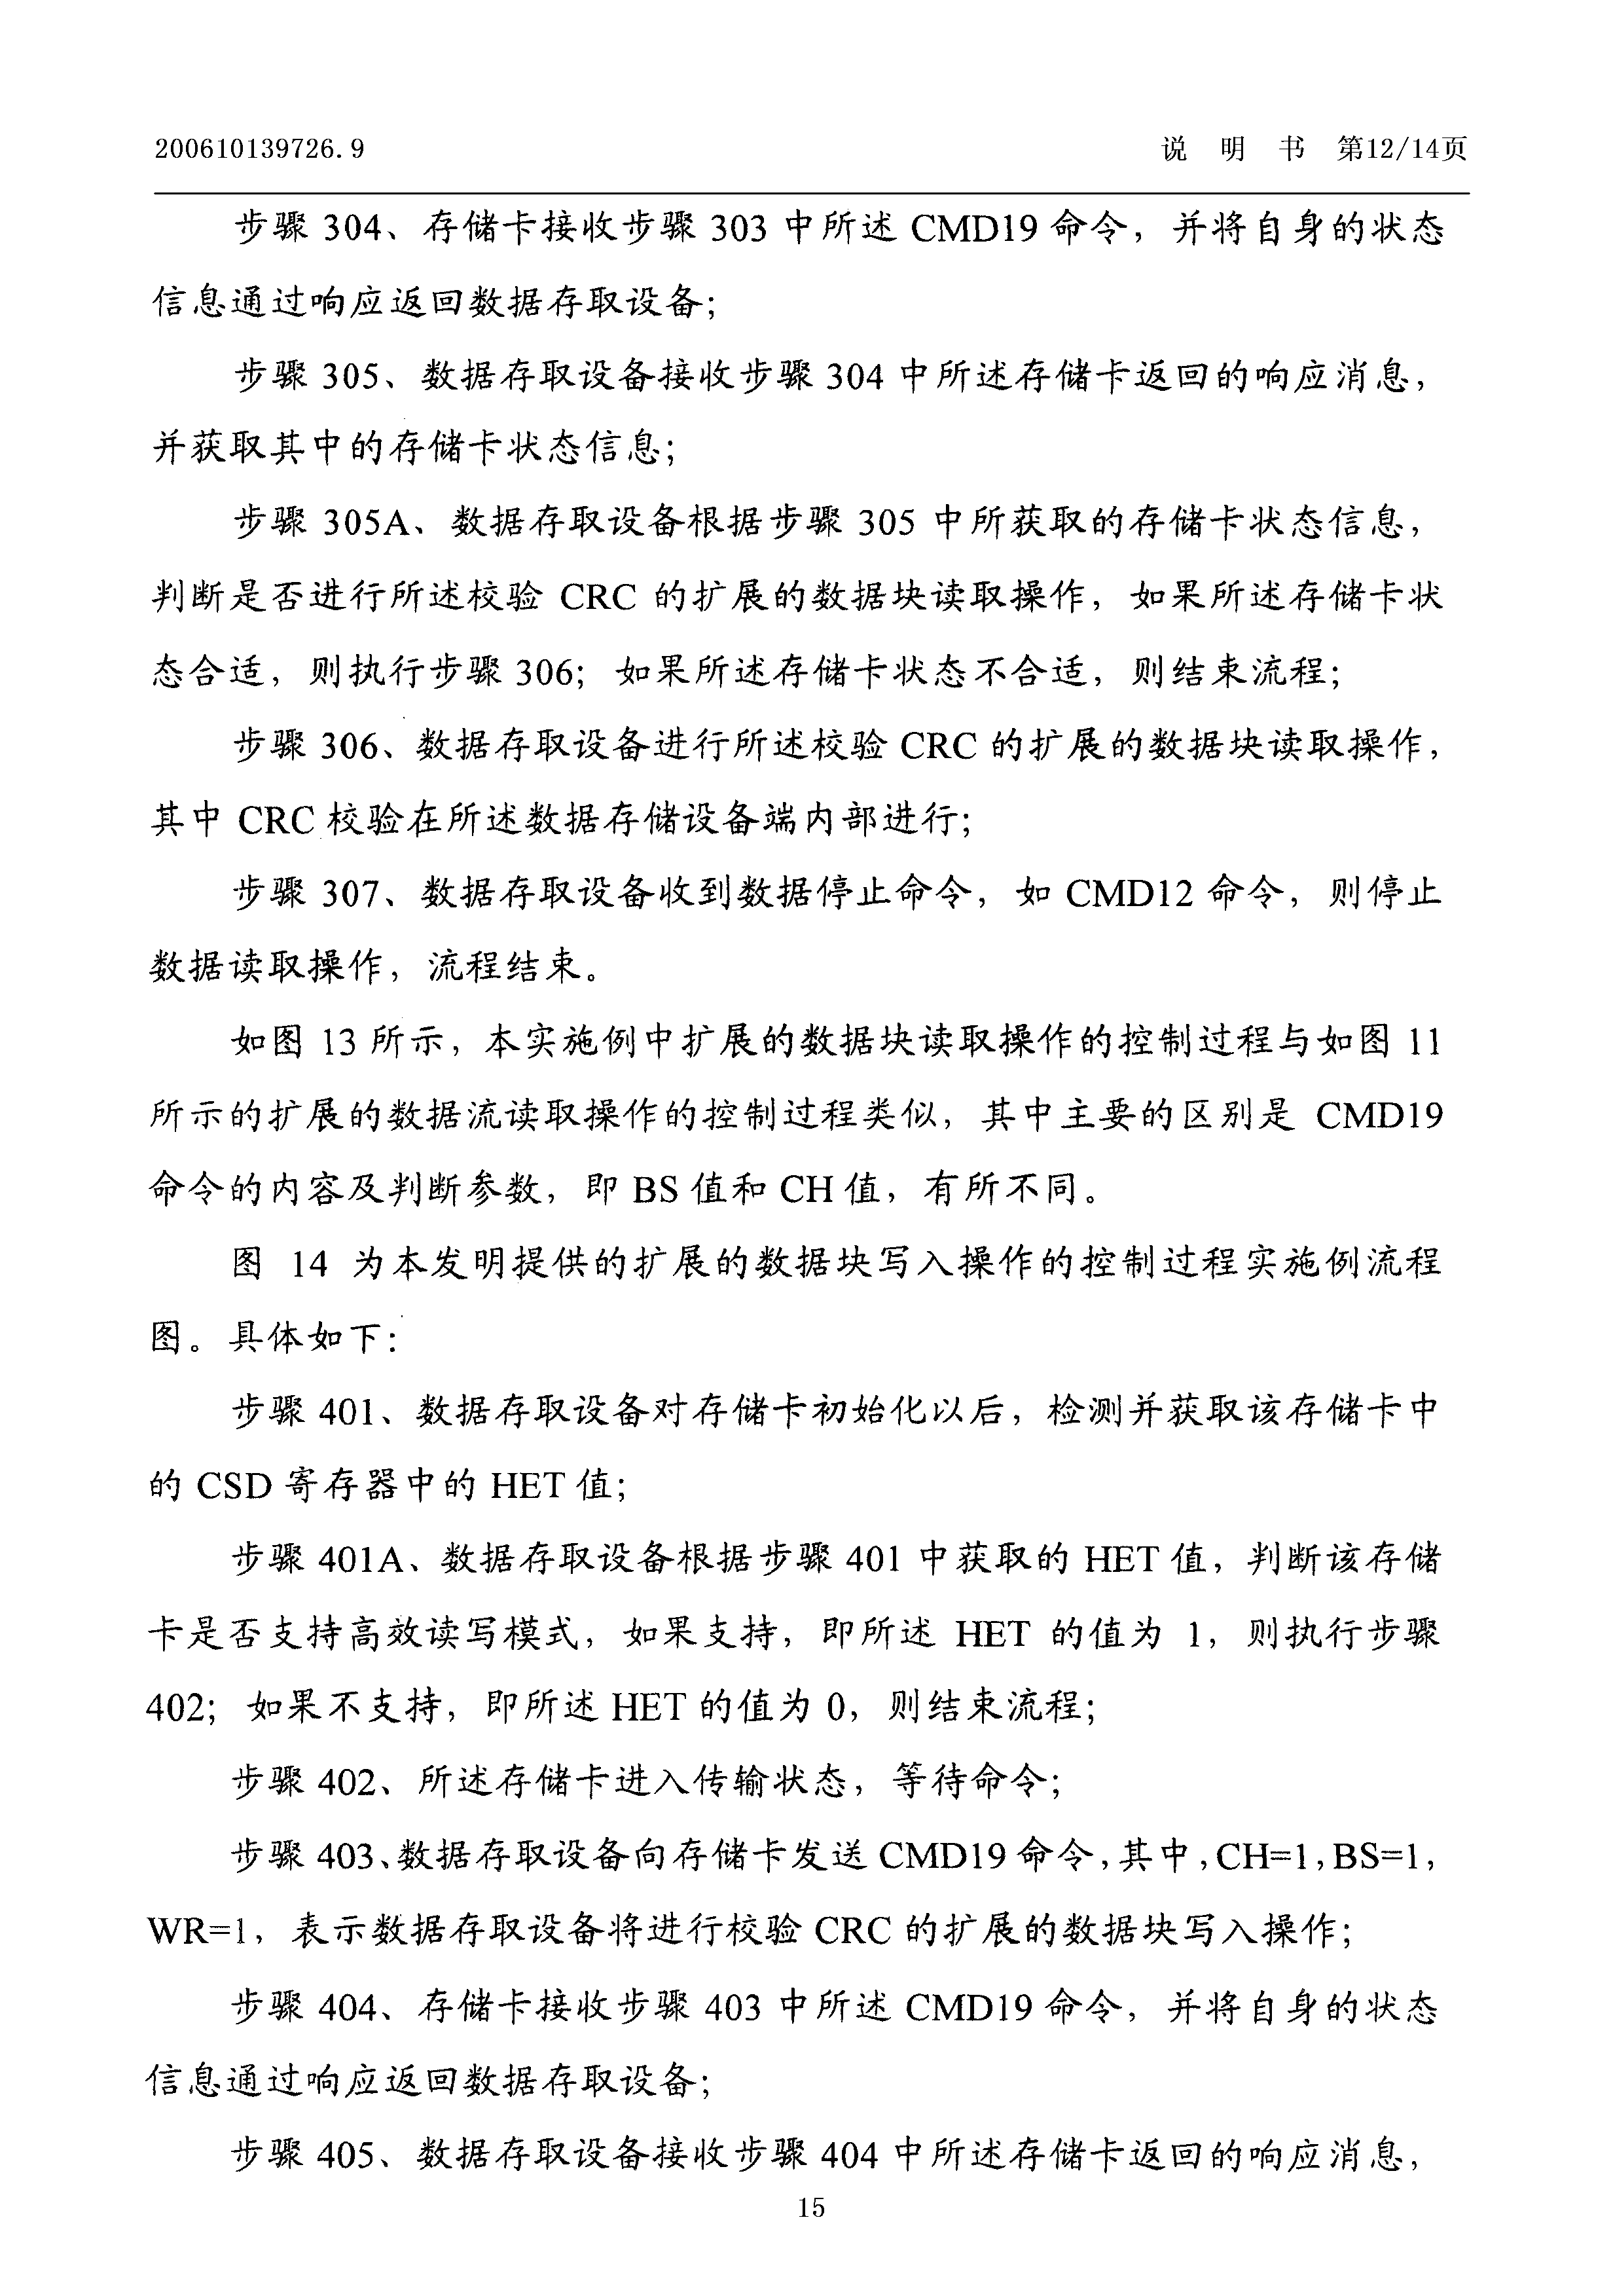 200610139726.9
说 明 书 第12/14页
步骤 304、存储卡接收步骤 303 中所述 CMD19 命令，并将自身的状态
信息通过响应返回数据存取设备；
步骤 305、数据存取设备接收步骤 304 中所述存储卡返回的响应消息，
并获取其中的存储卡状态信息；
步骤 305A、数据存取设备根据步骤 305 中所获取的存储卡状态信息，
判断是否进行所述校验 CRC 的扩展的数据块读取操作，如果所述存储卡状
态合适，则执行步骤 306；如果所述存储卡状态不合适，则结束流程；
步骤 306、数据存取设备进行所述校验 CRC 的扩展的数据块读取操作，
其中 CRC 校验在所述数据存储设备端内部进行；
步骤 307、数据存取设备收到数据停止命令，如 CMD12 命令，则停止
数据读取操作，流程结束。
如图 13 所示，本实施例中扩展的数据块读取操作的控制过程与如图 11
所示的扩展的数据流读取操作的控制过程类似，其中主要的区别是 CMD19
命令的内容及判断参数，即 BS 值和 CH 值，有所不同。
图 14 为本发明提供的扩展的数据块写入操作的控制过程实施例流程
图。具体如下：
步骤 401、数据存取设备对存储卡初始化以后，检测并获取该存储卡中
的 CSD 寄存器中的 HET 值；
步骤 401A、数据存取设备根据步骤 401 中获取的 HET 值，判断该存储
卡是否支持高效读写模式，如果支持，即所述 HET 的值为 1，则执行步骤
402；如果不支持，即所述 HET 的值为 0，则结束流程；
步骤 402、所述存储卡进入传输状态，等待命令；
步骤 403、数据存取设备向存储卡发送 CMD19 命令，其中，CH=1，BS=1，
WR=1，表示数据存取设备将进行校验 CRC 的扩展的数据块写入操作；
步骤 404、存储卡接收步骤 403 中所述 CMD19 命令，并将自身的状态
信息通过响应返回数据存取设备；
步骤 405、数据存取设备接收步骤 404 中所述存储卡返回的响应消息，
15